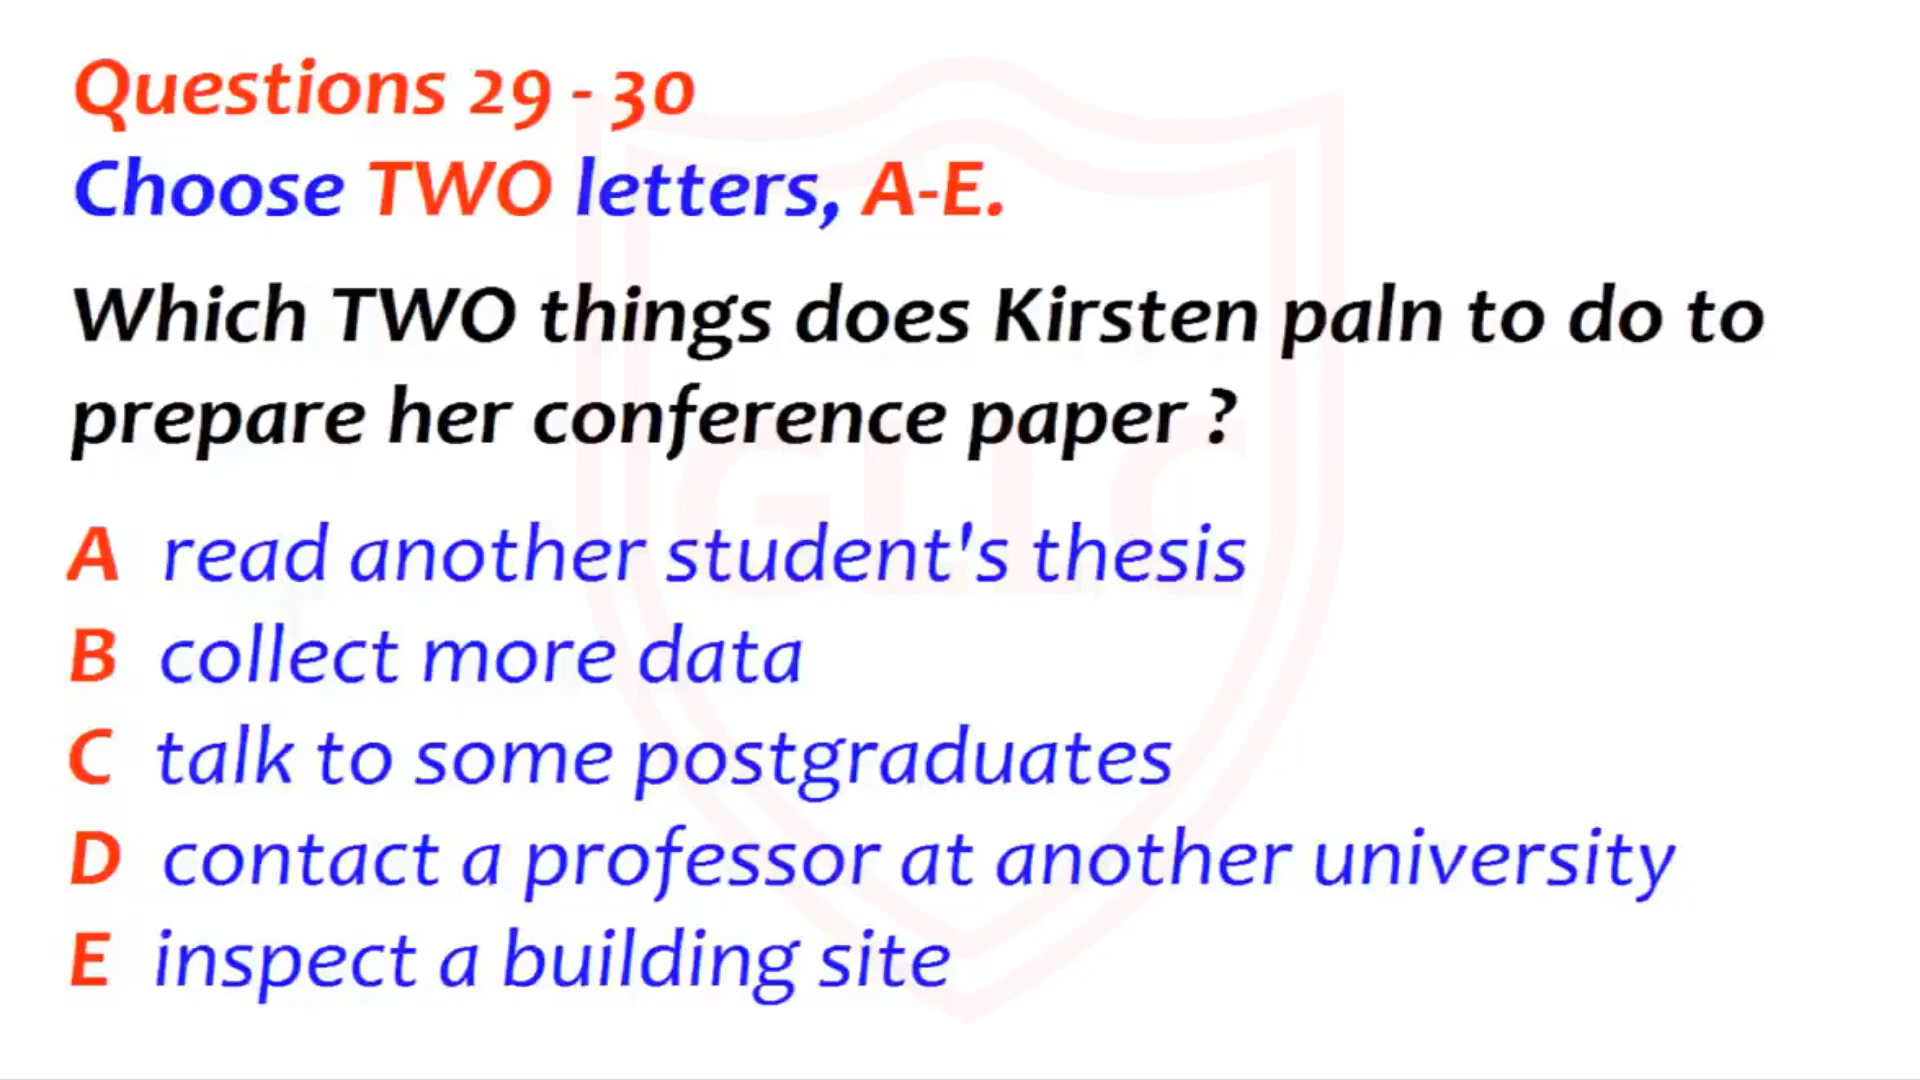 Questions 29 - 30
Choose TWO letters, A-E.
Which TWO things does Kirsten paln to do to
prepare her conference paper ?
A read another student's thesis
B collect more data
C talk to some postgraduates
D contact a professor at another university
E inspect a building site
GLLC